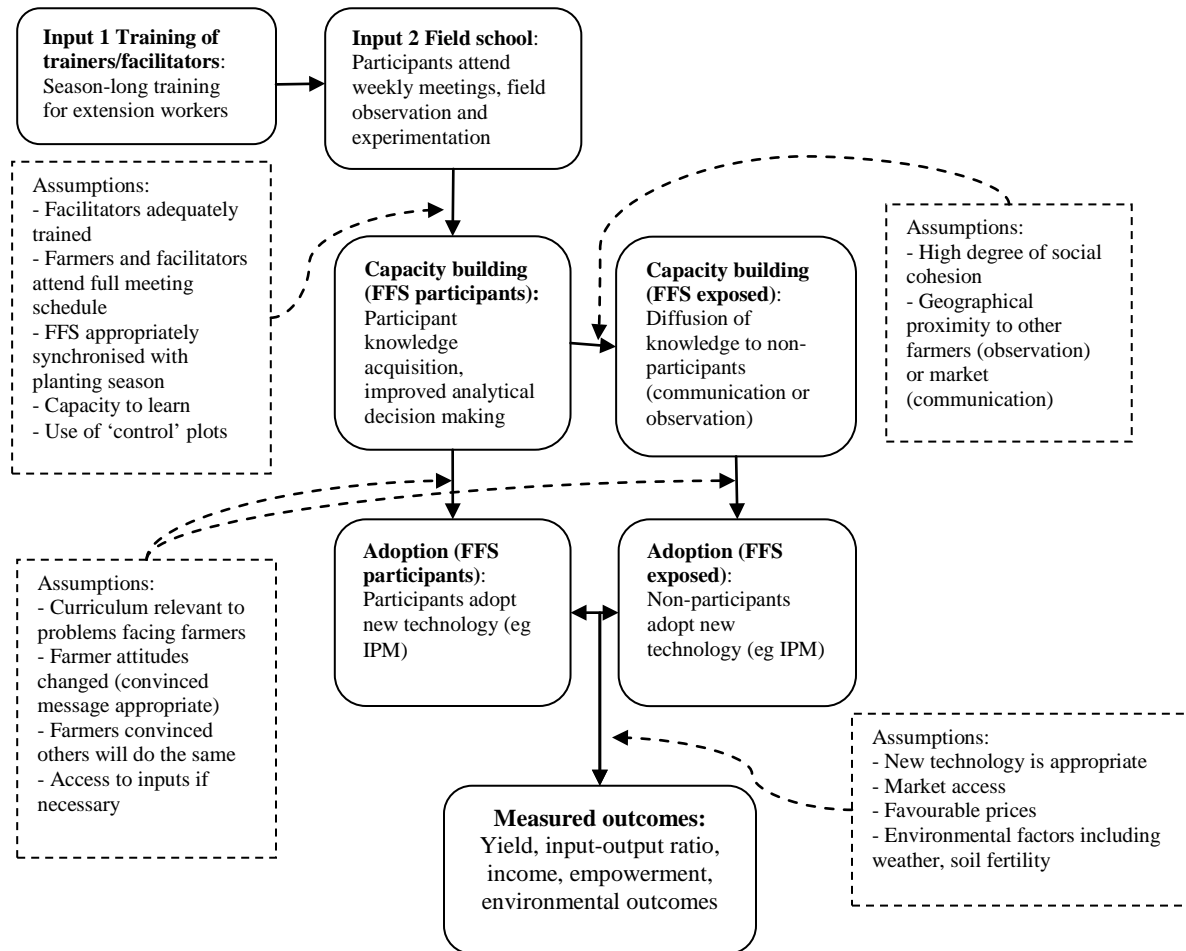 Input 1 Training of
trainers/facilitators:
Season-long training
for extension workers
Input 2 Field school:
Participants attend
weekly meetings, field
observation and
experimentation
Assumptions:
- Facilitators adequately
trained
- Farmers and facilitators
attend full meeting
schedule
- FFS appropriately
synchronised with
planting season
- Capacity to learn
- Use of ‘control’ plots
Capacity building
(FFS participants):
Participant
knowledge
acquisition,
improved analytical
decision making
Capacity building
(FFS exposed):
Diffusion of
knowledge to non-
participants
(communication or
observation)
Assumptions:
- High degree of social
cohesion
- Geographical
proximity to other
farmers (observation)
or market
(communication)
Assumptions:
- Curriculum relevant to
problems facing farmers
- Farmer attitudes
changed (convinced
message appropriate)
- Farmers convinced
others will do the same
- Access to inputs if
necessary
Adoption (FFS
participants):
Participants adopt
new technology (eg
IPM)
Adoption (FFS
exposed):
Non-participants
adopt new
technology (eg IPM)
Assumptions:
- New technology is appropriate
- Market access
- Favourable prices
- Environmental factors including
weather, soil fertility
Measured outcomes:
Yield, input-output ratio,
income, empowerment,
environmental outcomes